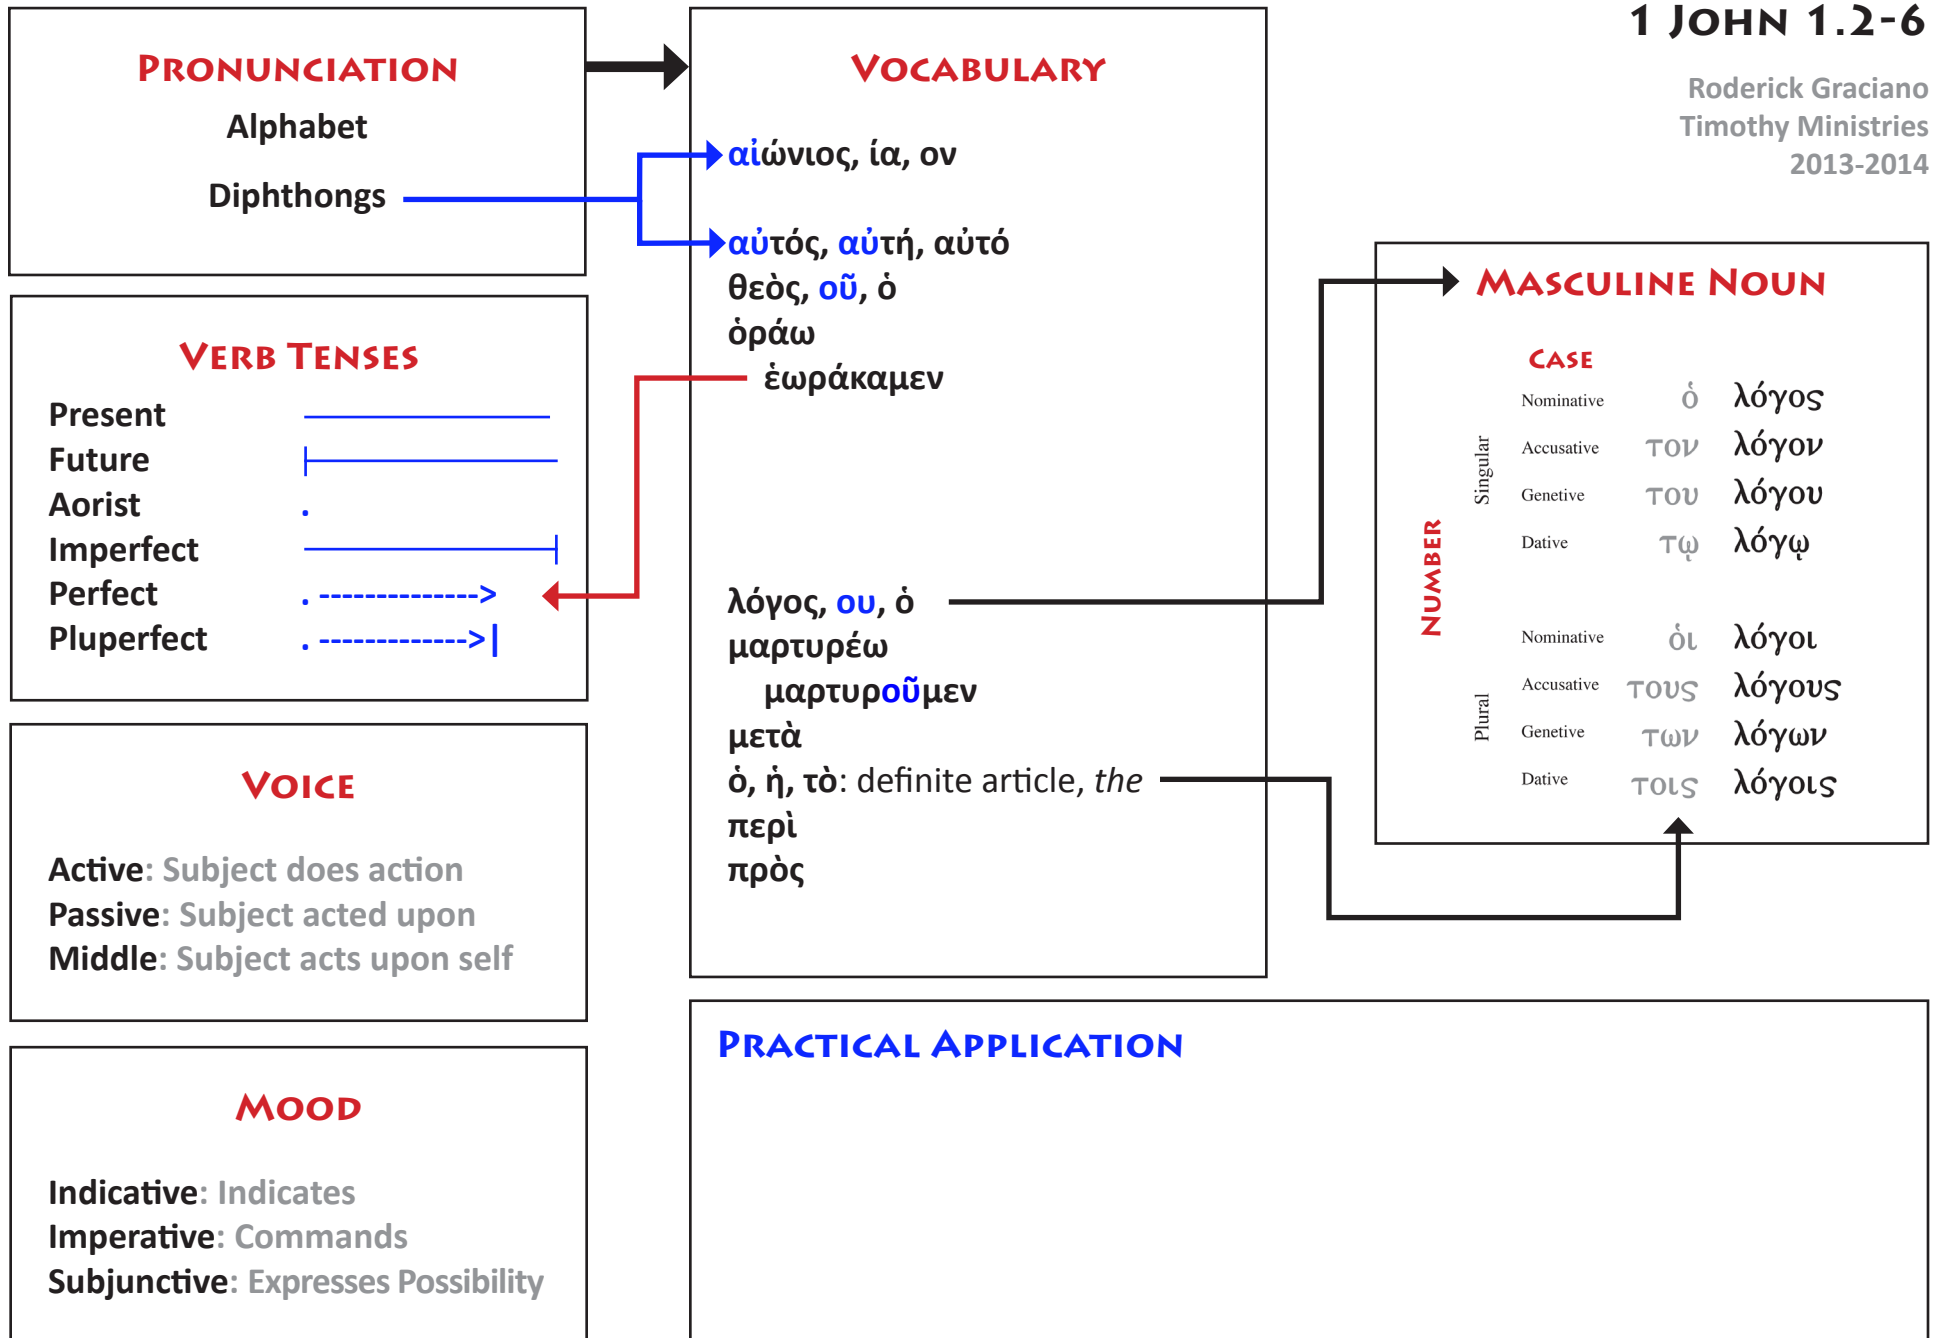 1 John 1.2-6
Roderick Graciano
Timothy Ministries
2013-2014
Pronunciation
Alphabet
Diphthongs
Verb Tenses
Present
Future
Aorist .
Imperfect
Perfect . -------------->
Pluperfect . ------------->|
Voice
Active: Subject does action
Passive: Subject acted upon
Middle: Subject acts upon self
Mood
Indicative: Indicates
Imperative: Commands
Subjunctive: Expresses Possibility
Vocabulary
αἰώνιος, ία, ον
αὐτός, αὐτή, αὐτό
θεὸς, οῦ, ὁ
ὁράω
ἑωράκαμεν
λόγος, ου, ὁ
μαρτυρέω
μαρτυροῦμεν
μετὰ
ὁ, ἡ, τὸ: definite article, the
περὶ
πρὸς
Masculine Noun
Case
Number
Singular
Nominative ὁ λόγος
Accusative τον λόγον
Genetive του λόγου
Dative τῳ λόγῳ
Plural
Nominative ὁι λόγοι
Accusative τους λόγους
Genetive των λόγων
Dative τοις λόγοις
Practical Application